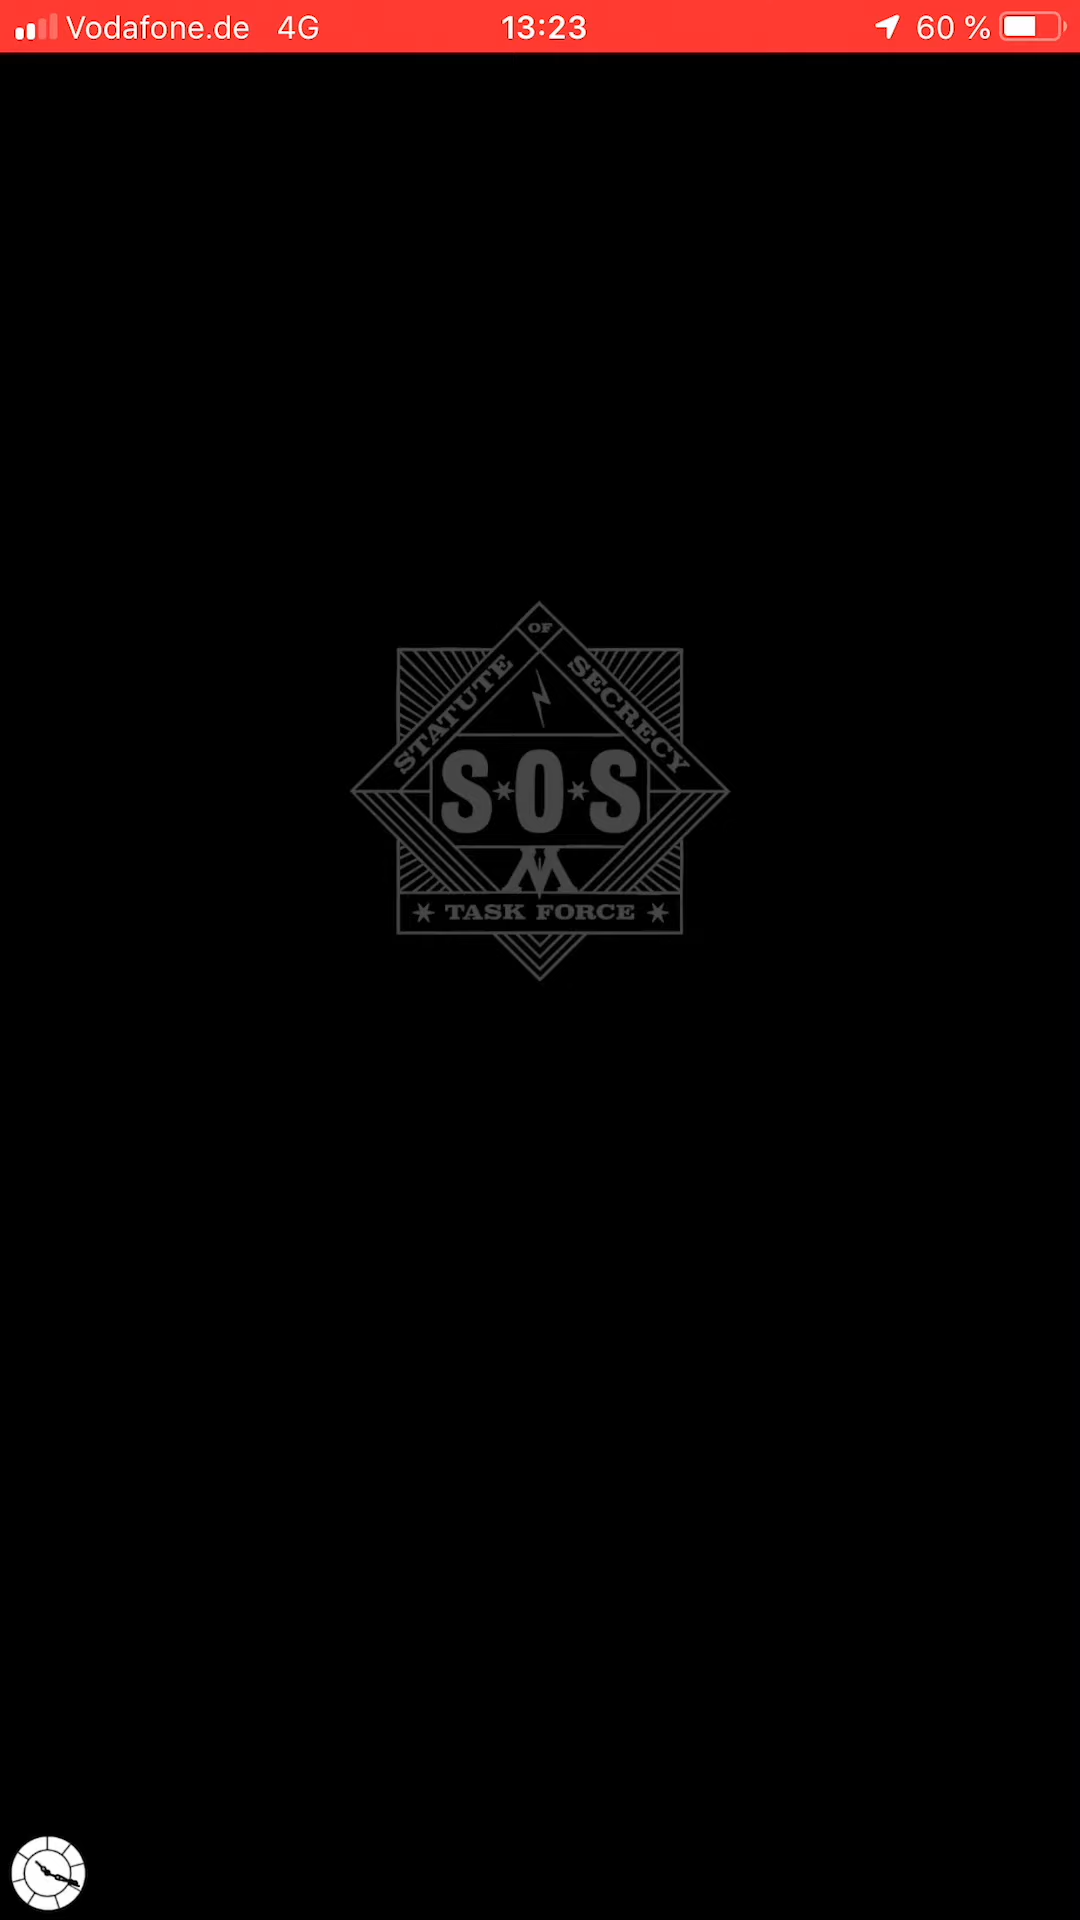 Vodafone.de 4G 13:23 60 %
STATUTE OF SECRECY
S*O*S
M
* TASK FORCE *